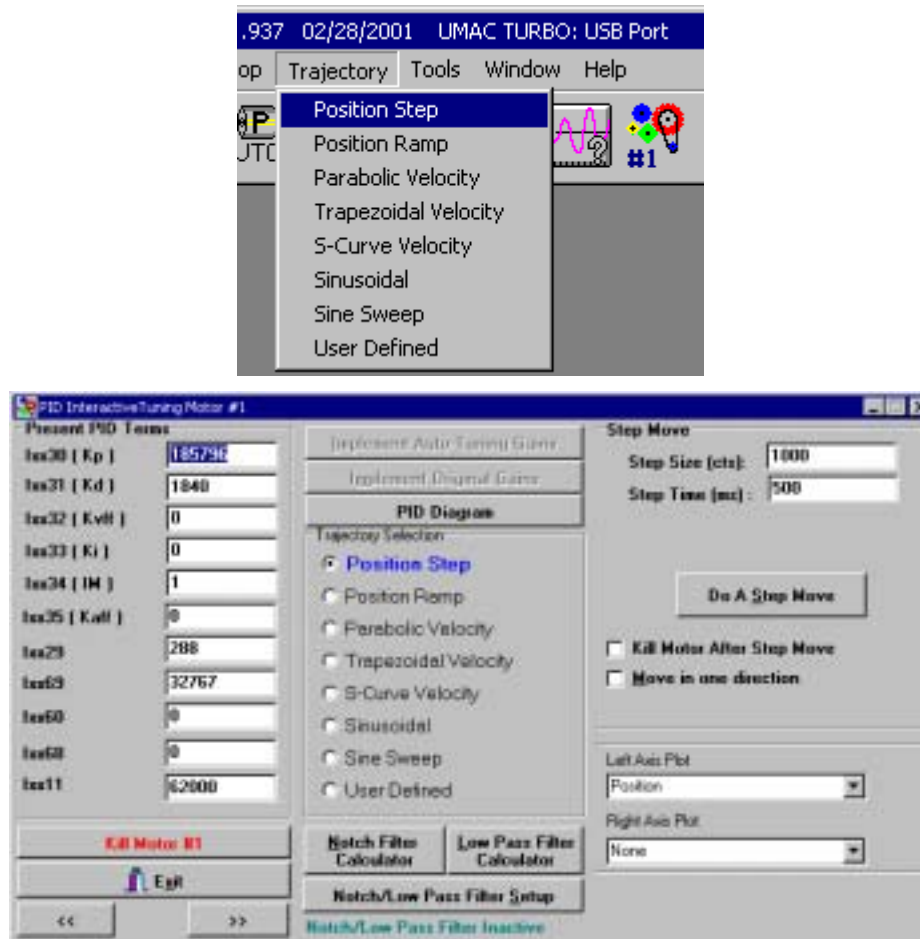 .937 02/28/2001 UMAC TURBO: USB Port
op Trajectory Tools Window Help
Position Step
Position Ramp
Parabolic Velocity
Trapezoidal Velocity
S-Curve Velocity
Sinusoidal
Sine Sweep
User Defined
P
UTO
#1
PID Interactive Tuning Motor #1
Present PID Terms
Ixx30 ( Kp ) 185796
Ixx31 ( Kd ) 1840
Ixx32 ( Kvff ) 0
Ixx33 ( Ki ) 0
Ixx34 ( IM ) 1
Ixx35 ( Kaff ) 0
Ixx29 288
Ixx69 32767
Ixx60 0
Ixx68 0
Ixx11 62000
Kill Motor #1
Exit
<< >>
Implement Auto Tuning Gains
Implement Original Gains
PID Diagram
Trajectory Selection
Position Step
Position Ramp
Parabolic Velocity
Trapezoidal Velocity
S-Curve Velocity
Sinusoidal
Sine Sweep
User Defined
Notch Filter Calculator
Low Pass Filter Calculator
Notch/Low Pass Filter Setup
Notch/Low Pass Filter Inactive
Step Move
Step Size (cts): 1000
Step Time (ms) : 500
Do A Step Move
Kill Motor After Step Move
Move in one direction
Left Axis Plot
Position
Right Axis Plot
None